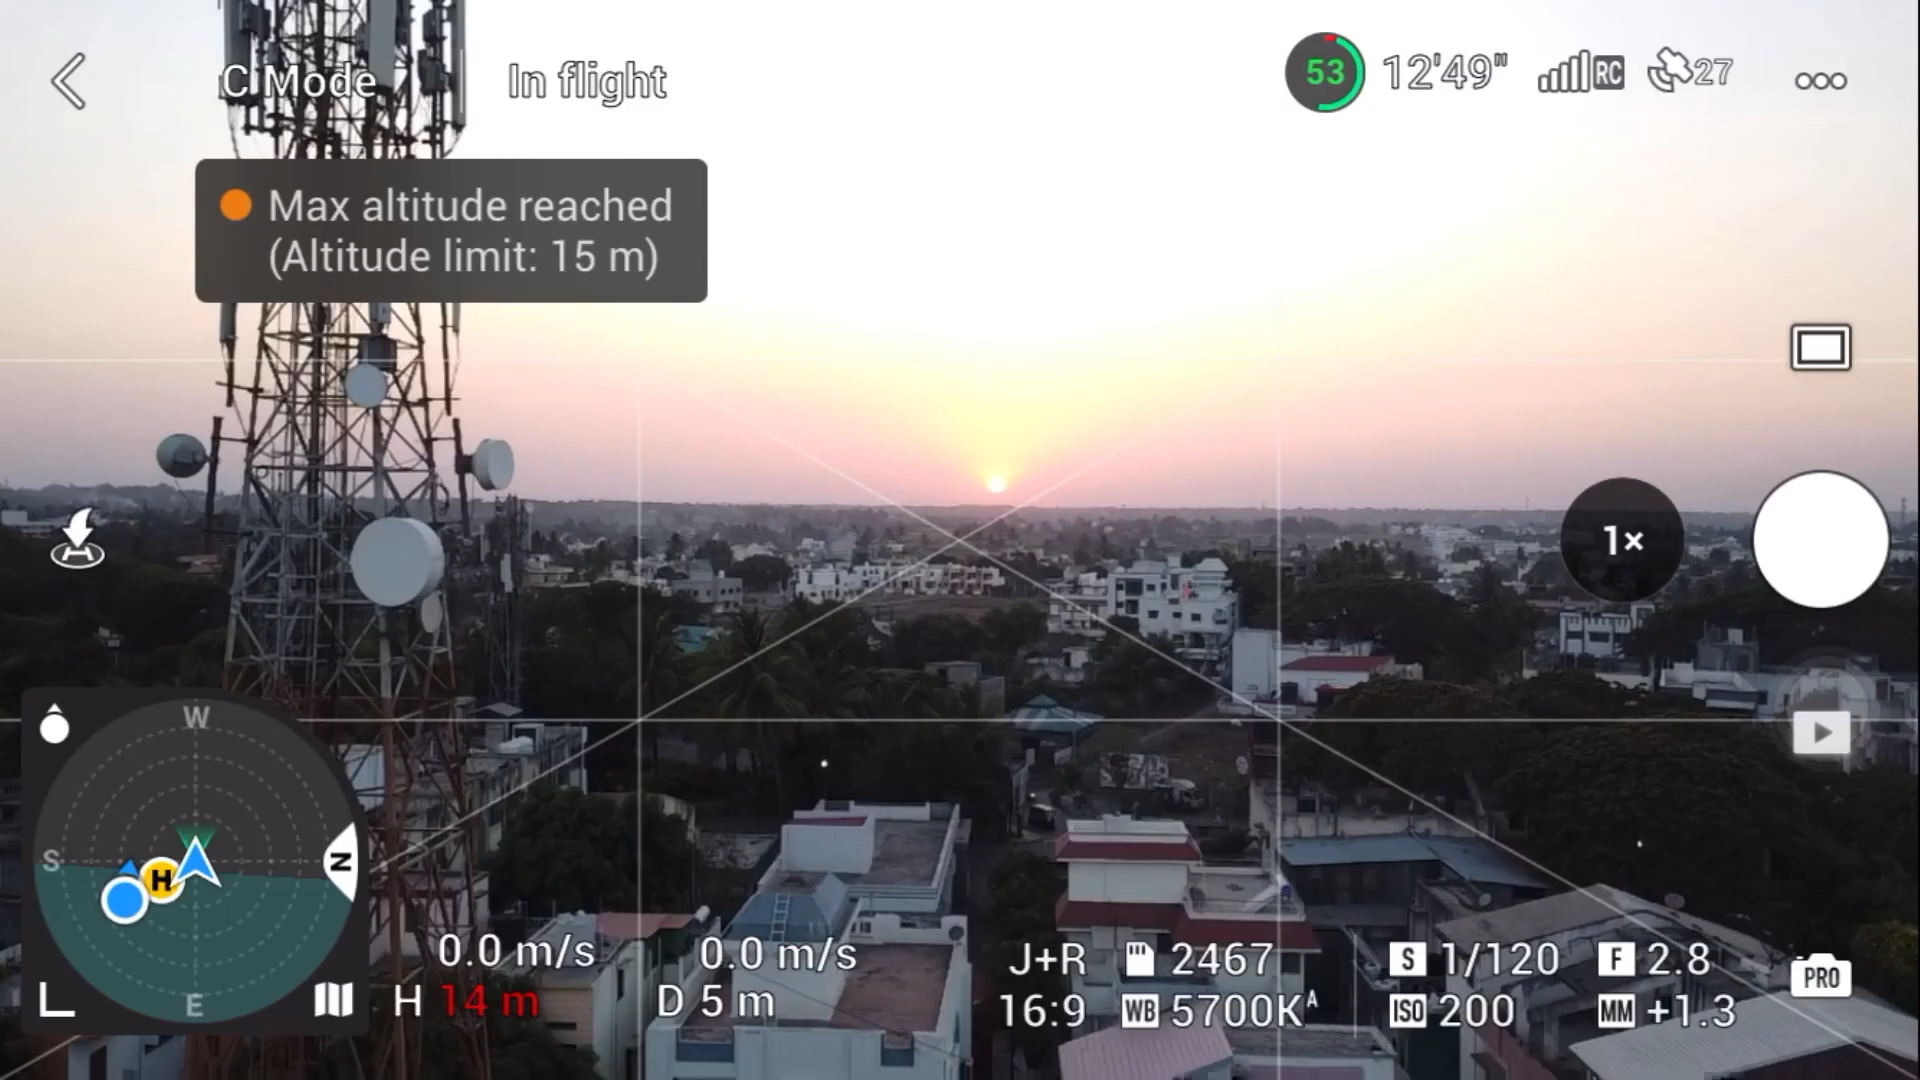 C Mode
In flight
53
12'49"
RC
27
Max altitude reached
(Altitude limit: 15 m)
1×
W
S
N
H
E
L
0.0 m/s
0.0 m/s
H 14 m
D 5 m
J+R
2467
16:9
WB 5700K A
S 1/120
F 2.8
ISO 200
MM +1.3
PRO